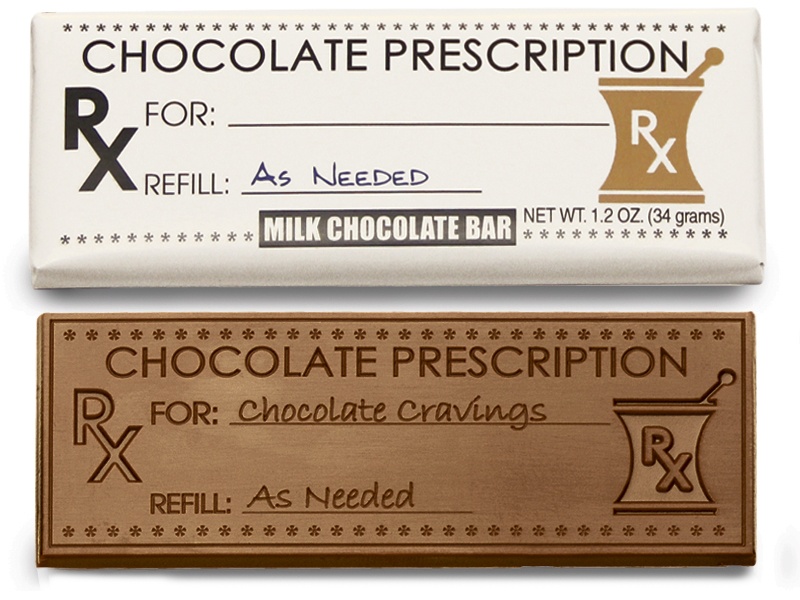 ********************************************
CHOCOLATE PRESCRIPTION
Rx FOR:
REFILL: As Needed
Rx
NET WT. 1.2 OZ. (34 grams)
MILK CHOCOLATE BAR
CHOCOLATE PRESCRIPTION
Rx FOR: Chocolate Cravings
Rx
REFILL: As Needed